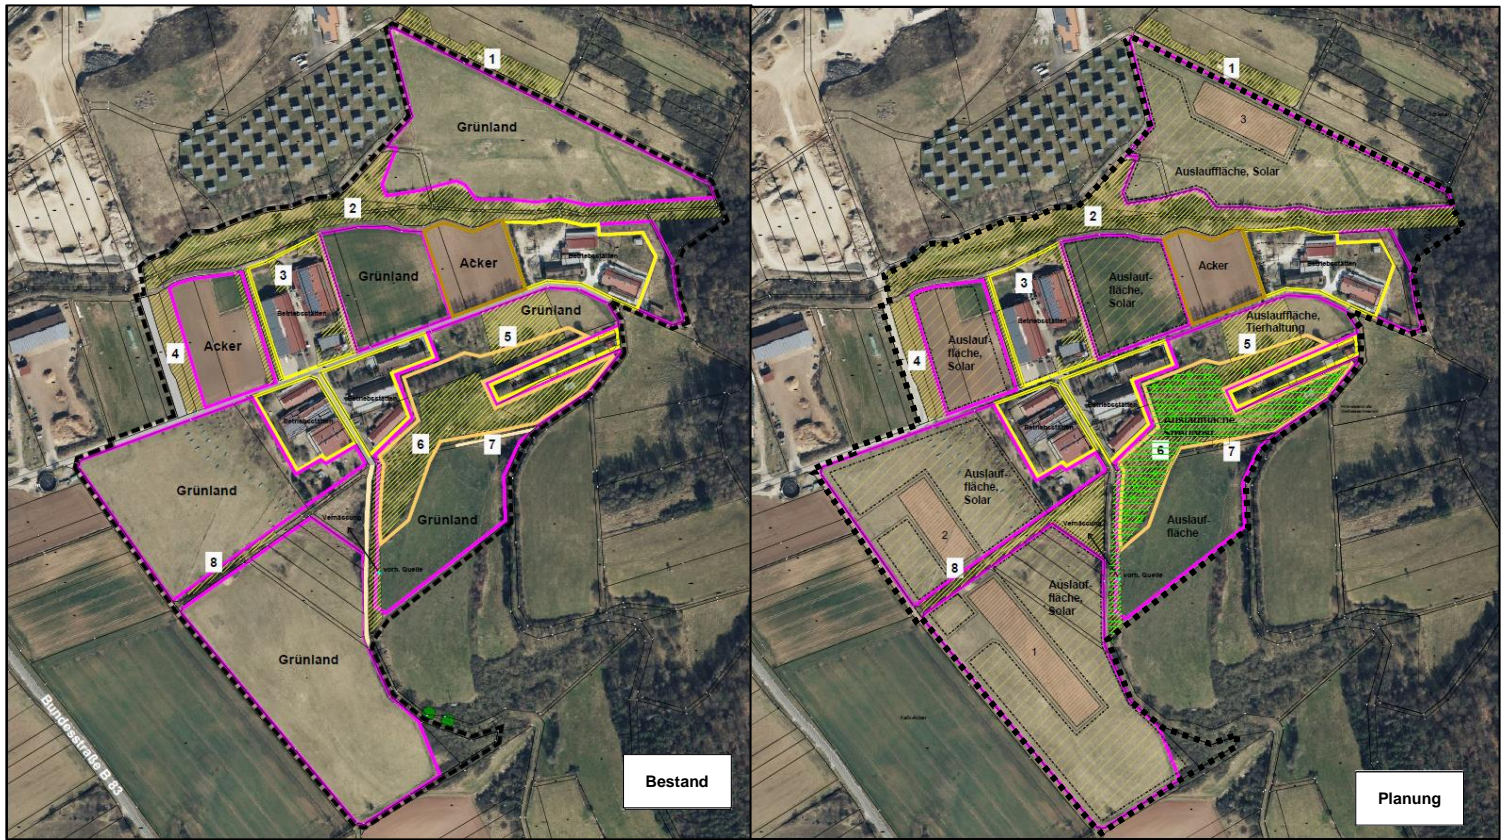 1
Grünland
2
3
Betriebsstätten
Grünland
Acker
Betriebsstätten
Grünland
4
Acker
5
Betriebsstätten
Betriebsstätten
6
7
Grünland
Grünland
Vernässung
8
vorh. Quelle
Grünland
Bundesstraße B 83
Bestand
1
3
Auslauffläche, Solar
2
3
Betriebsstätten
Auslauf-
fläche,
Solar
Acker
Betriebsstätten
Auslauffläche,
Tierhaltung
4
Auslauf-
fläche,
Solar
5
Betriebsstätten
Betriebsstätten
Auslauffläche,
6
7
Auslauf-
fläche,
Solar
2
Vernässung
Auslauf-
fläche
8
vorh. Quelle
Auslauf-
fläche,
Solar
1
Planung